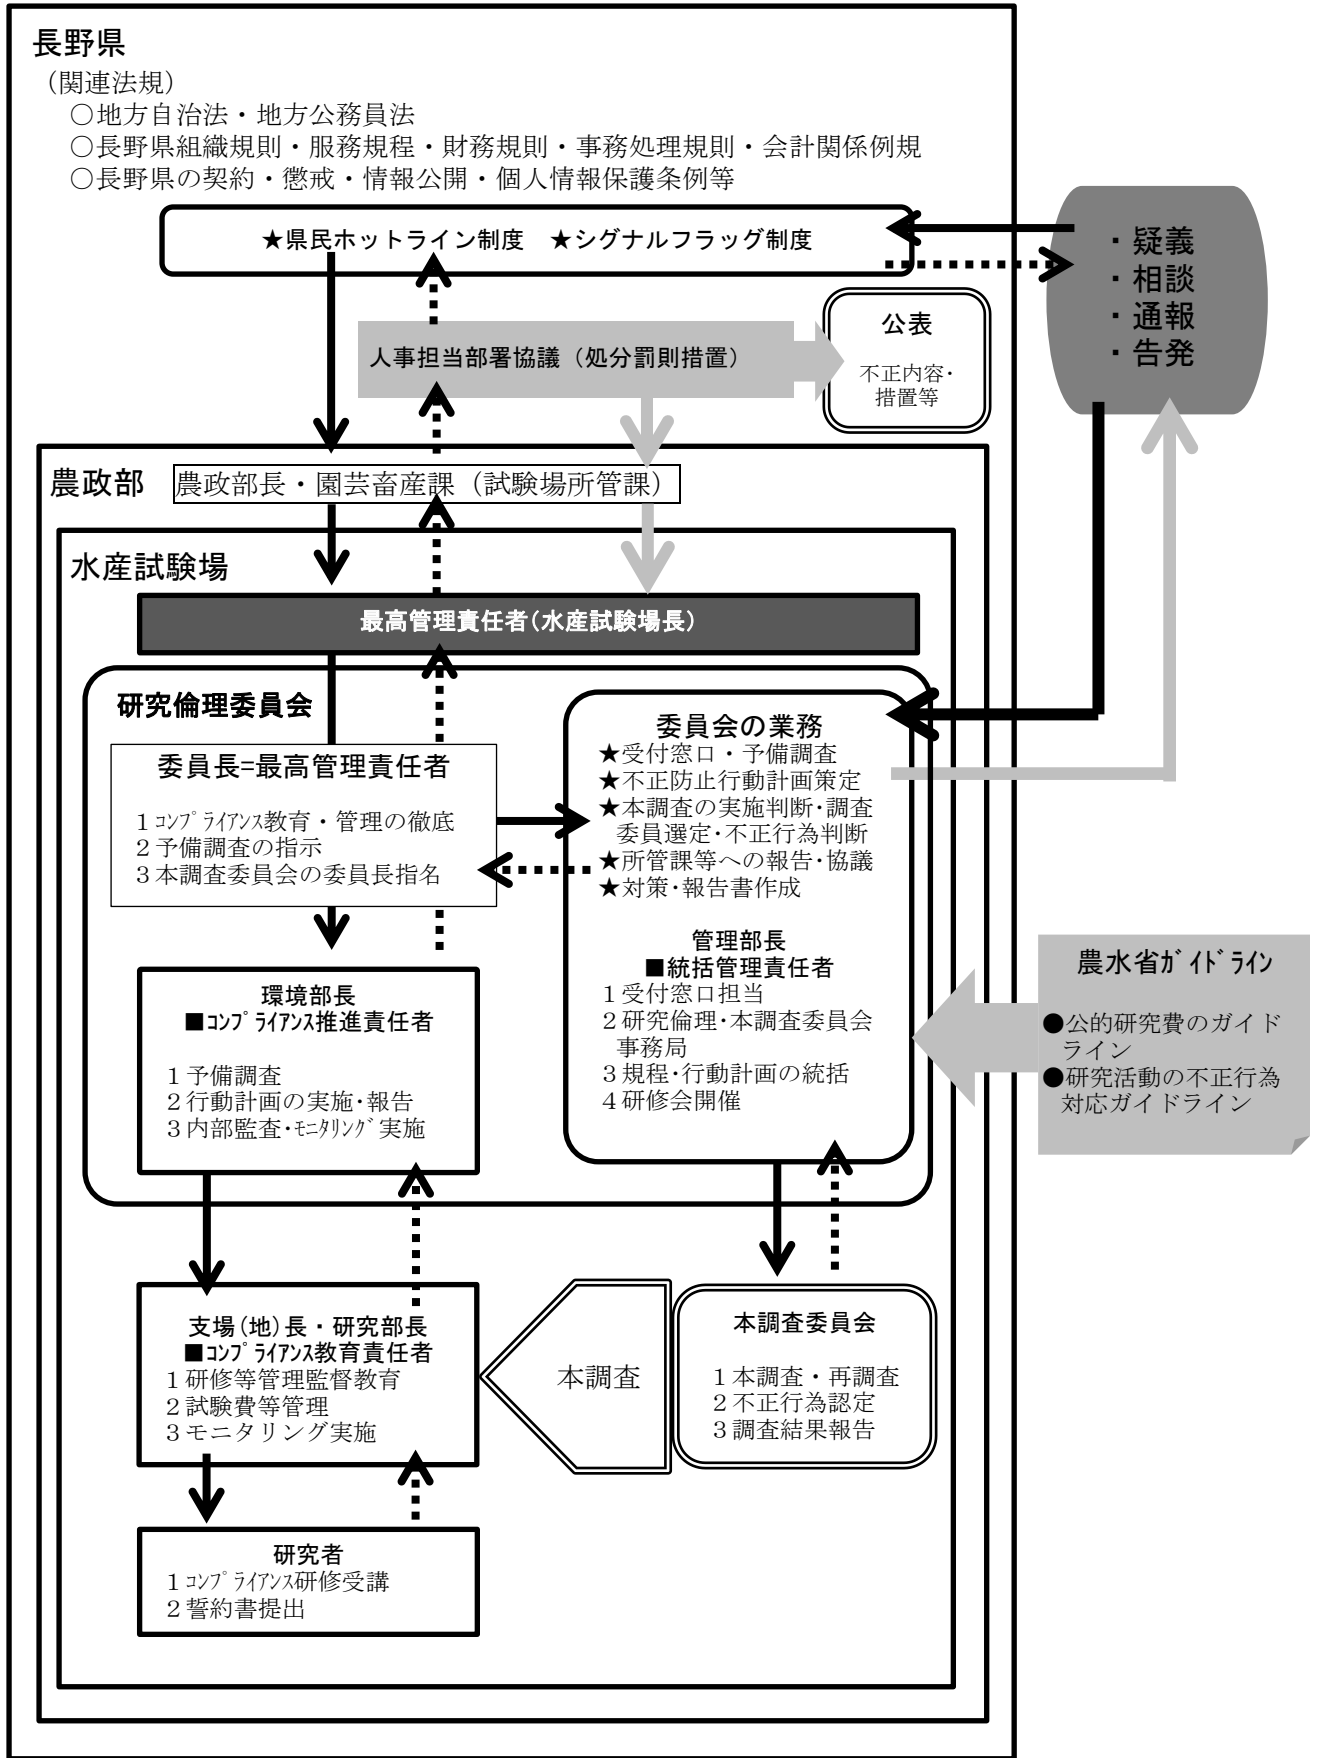 長野県
（関連法規）
○地方自治法・地方公務員法
○長野県組織規則・服務規程・財務規則・事務処理規則・会計関係例規
○長野県の契約・懲戒・情報公開・個人情報保護条例等
★県民ホットライン制度　★シグナルフラッグ制度
・疑義
・相談
・通報
・告発
人事担当部署協議（処分罰則措置）
公表
不正内容・
措置等
農政部
農政部長・園芸畜産課（試験場所管課）
水産試験場
最高管理責任者（水産試験場長）
研究倫理委員会
委員長=最高管理責任者
１ｺﾝﾌﾟﾗｲｱﾝｽ教育・管理の徹底
２予備調査の指示
３本調査委員会の委員長指名
委員会の業務
★受付窓口・予備調査
★不正防止行動計画策定
★本調査の実施判断・調査
委員選定・不正行為判断
★所管課等への報告・協議
★対策・報告書作成
管理部長
■統括管理責任者
１受付窓口担当
２研究倫理・本調査委員会
事務局
３規程・行動計画の統括
４研修会開催
環境部長
■ｺﾝﾌﾟﾗｲｱﾝｽ推進責任者
１予備調査
２行動計画の実施・報告
３内部監査・ﾓﾆﾀﾘﾝｸﾞ実施
農水省ｶﾞｲﾄﾞﾗｲﾝ
●公的研究費のガイド
ライン
●研究活動の不正行為
対応ガイドライン
支場(地)長・研究部長
■ｺﾝﾌﾟﾗｲｱﾝｽ教育責任者
１研修等管理監督教育
２試験費等管理
３モニタリング実施
本調査
本調査委員会
１本調査・再調査
２不正行為認定
３調査結果報告
研究者
１ｺﾝﾌﾟﾗｲｱﾝｽ研修受講
２誓約書提出